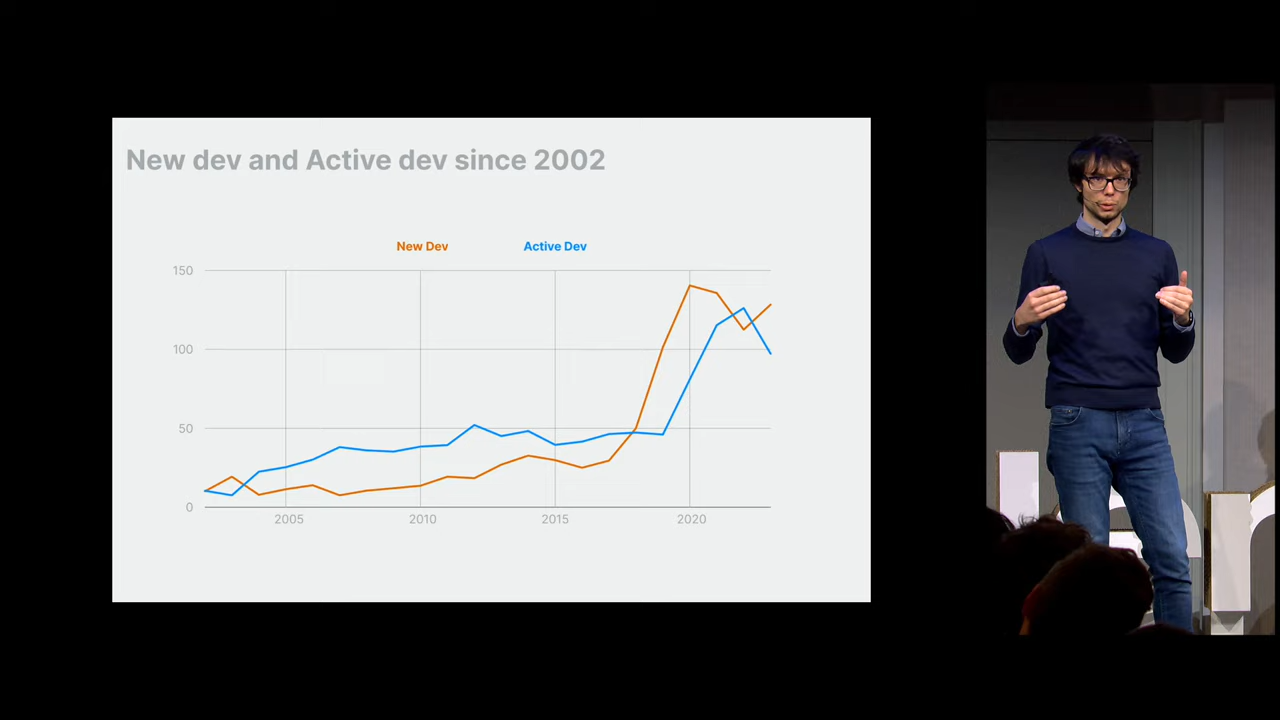 New dev and Active dev since 2002
New Dev Active Dev
150
100
50
0
2005 2010 2015 2020